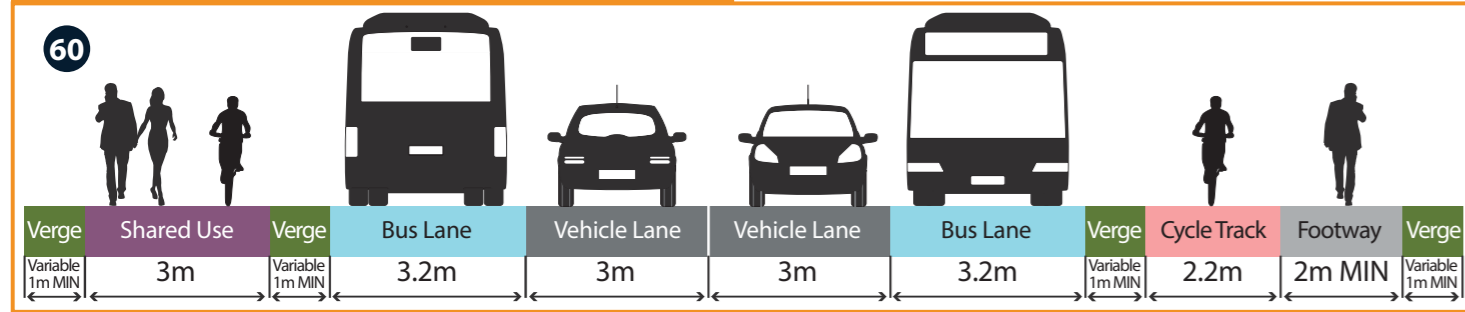 60
Verge Shared Use Verge Bus Lane Vehicle Lane Vehicle Lane Bus Lane Verge Cycle Track Footway Verge
Variable 1m MIN 3m Variable 1m MIN 3.2m 3m 3m 3.2m Variable 1m MIN 2.2m 2m MIN Variable 1m MIN